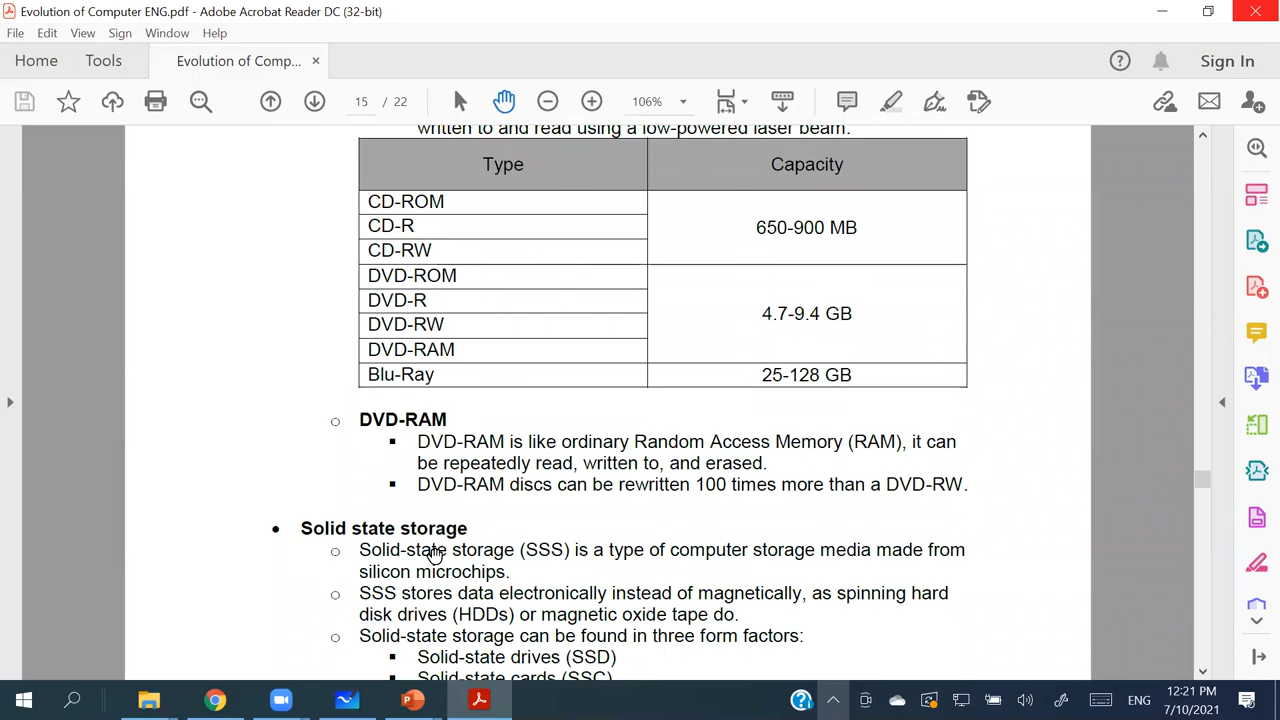 Evolution of Computer ENG.pdf - Adobe Acrobat Reader DC (32-bit)
File Edit View Sign Window Help
Home Tools Evolution of Comp... × Sign In
15 / 22 106%
written to and read using a low-powered laser beam.
Type Capacity
CD-ROM
CD-R 650-900 MB
CD-RW
DVD-ROM
DVD-R 4.7-9.4 GB
DVD-RW
DVD-RAM
Blu-Ray 25-128 GB
○ DVD-RAM
▪ DVD-RAM is like ordinary Random Access Memory (RAM), it can
be repeatedly read, written to, and erased.
▪ DVD-RAM discs can be rewritten 100 times more than a DVD-RW.
• Solid state storage
○ Solid-state storage (SSS) is a type of computer storage media made from
silicon microchips.
○ SSS stores data electronically instead of magnetically, as spinning hard
disk drives (HDDs) or magnetic oxide tape do.
○ Solid-state storage can be found in three form factors:
▪ Solid-state drives (SSD)
Solid-state cards (SSC)
ENG 12:21 PM
7/10/2021